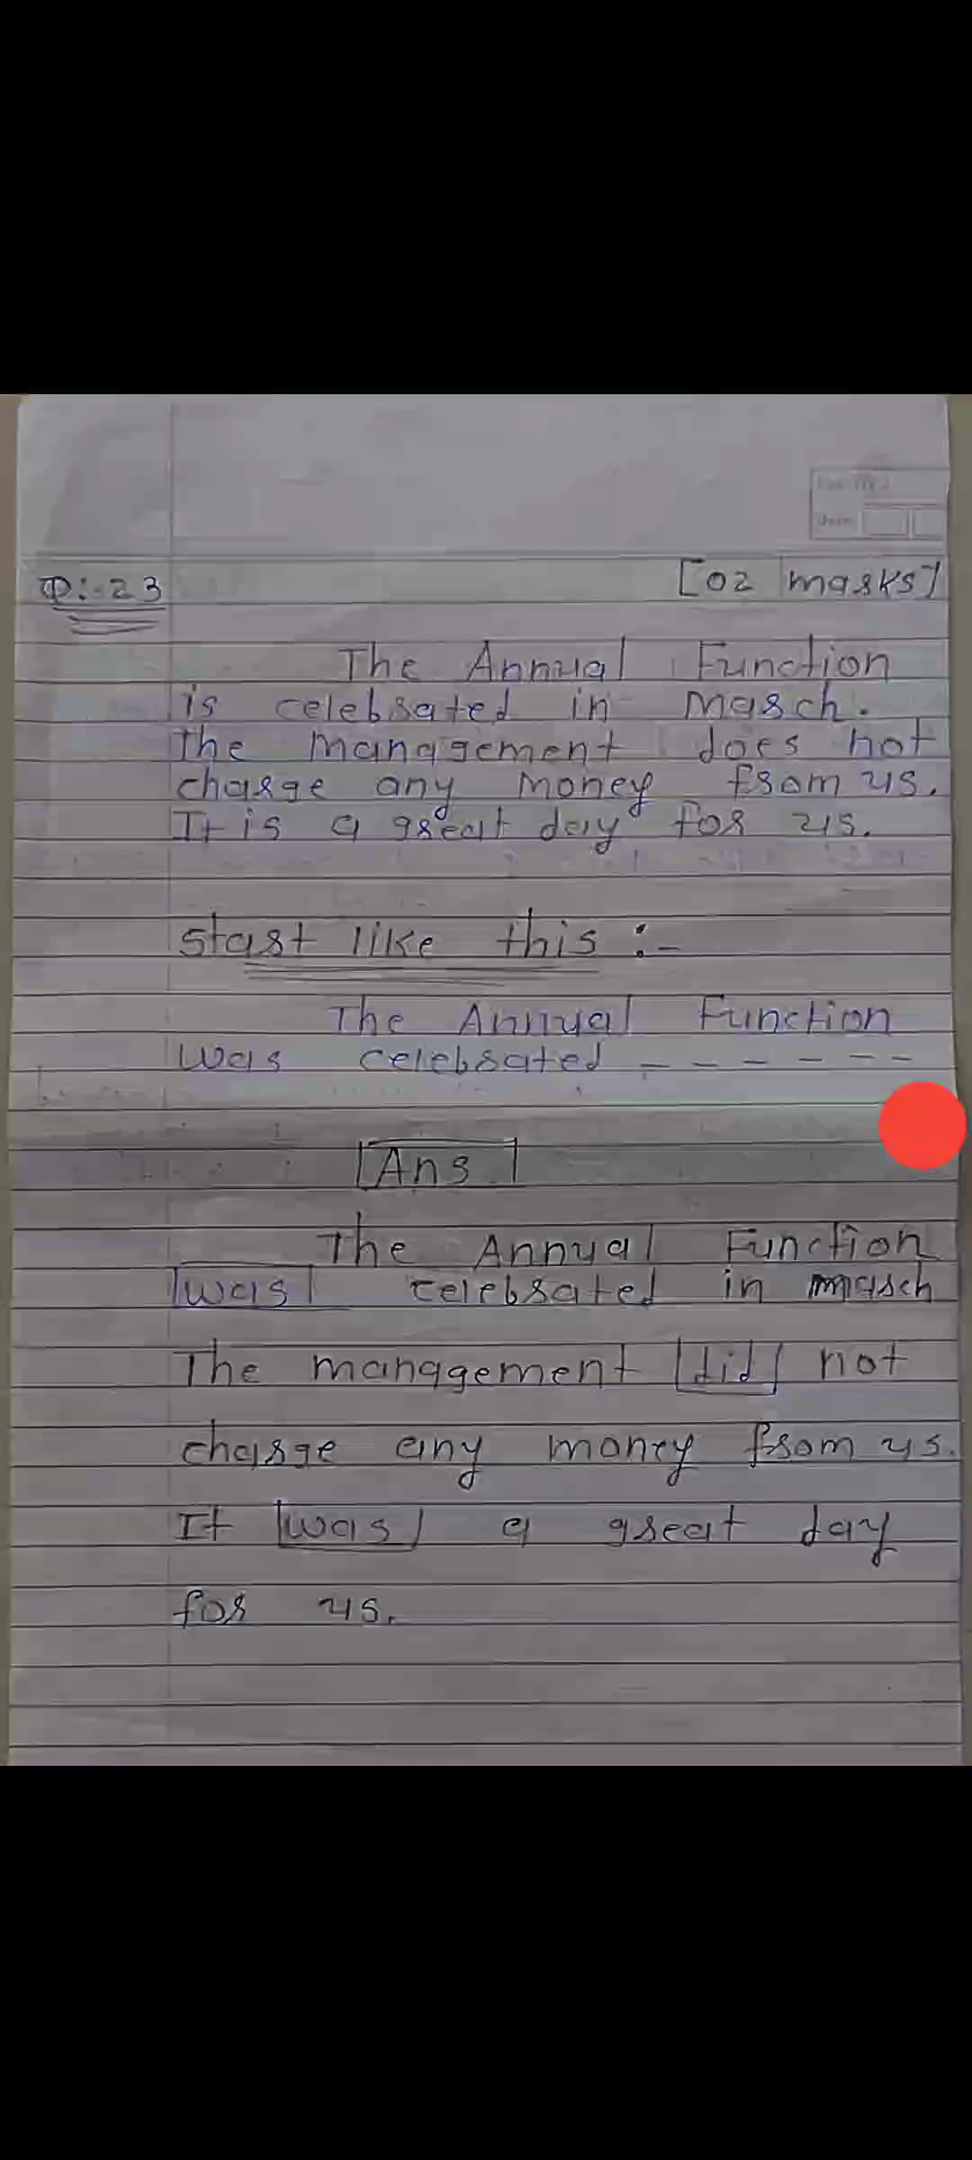 Q:-23 [02 marks]
The Annual Function
is celebrated in March.
The management does not
charge any money from us.
It is a great day for us.
Start like this :-
The Annual Function
was celebrated - - - - - -
Ans
The Annual Function
was celebrated in march
The management did not
charge any money from us.
It was a great day
for us.